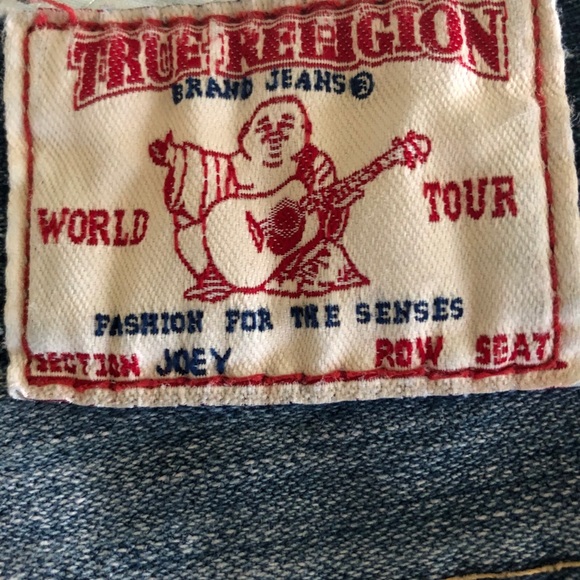 TRUE RELIGION
BRAND JEANS®
WORLD TOUR
FASHION FOR THE SENSES
SECTION JOEY ROW SEAT